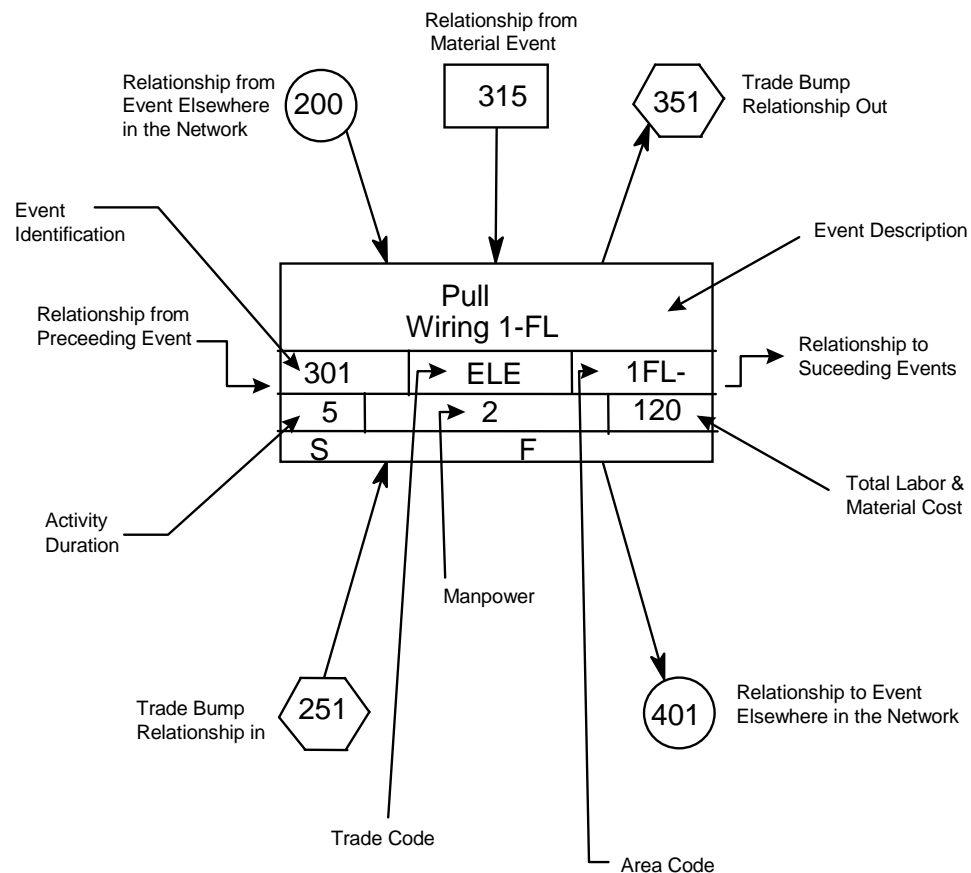 Relationship from
Material Event
315
Relationship from
Event Elsewhere
in the Network
200
351
Trade Bump
Relationship Out
Event
Identification
Event Description
Pull
Wiring 1-FL
Relationship from
Preceeding Event
301
ELE
1FL-
Relationship to
Suceeding Events
5
2
120
S
F
Activity
Duration
Total Labor &
Material Cost
Manpower
Trade Bump
Relationship in
251
401
Relationship to Event
Elsewhere in the Network
Trade Code
Area Code